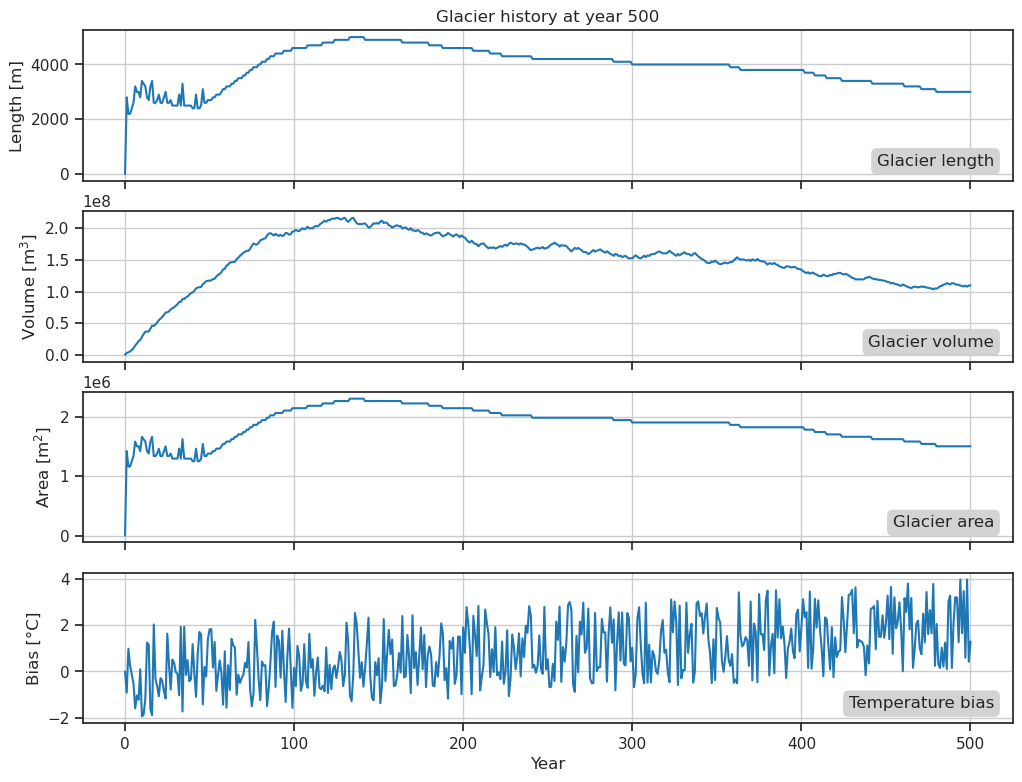 Glacier history at year 500
Length [m]
4000
2000
0
Glacier length
1e8
Volume [m³]
2.0
1.5
1.0
0.5
0.0
Glacier volume
1e6
Area [m²]
2
1
0
Glacier area
Bias [°C]
4
2
0
−2
Temperature bias
0 100 200 300 400 500
Year